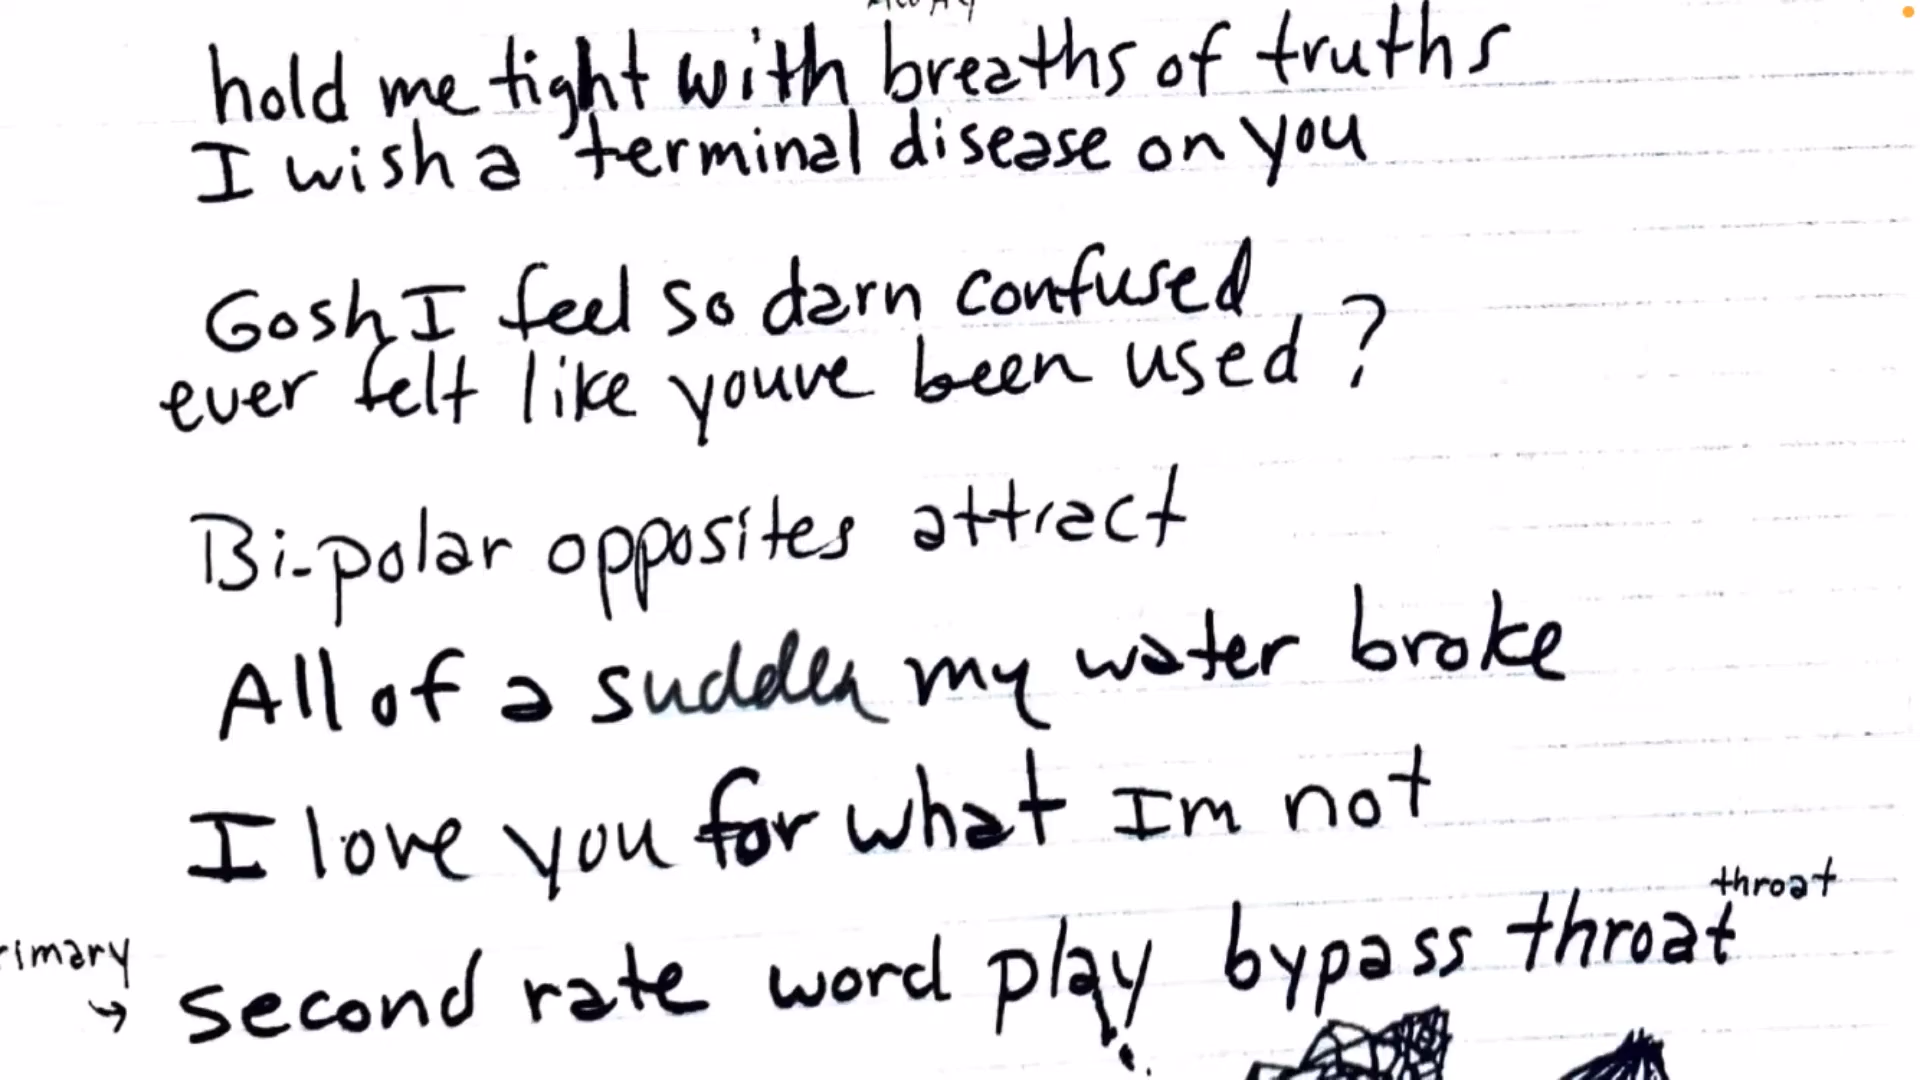 hold me tight with breaths of truths
I wish a terminal disease on you
Gosh I feel so darn confused
ever felt like youve been used?
Bi-polar opposites attract
All of a sudden my water broke
I love you for what Im not
throat
rimary
→ second rate word play bypass throat